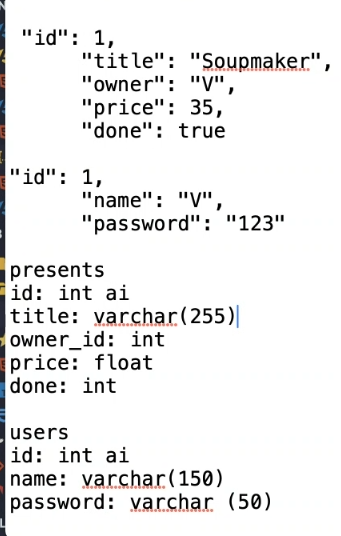 "id": 1,
"title": "Soupmaker",
"owner": "V",
"price": 35,
"done": true
"id": 1,
"name": "V",
"password": "123"
presents
id: int ai
title: varchar(255)
owner_id: int
price: float
done: int
users
id: int ai
name: varchar(150)
password: varchar (50)